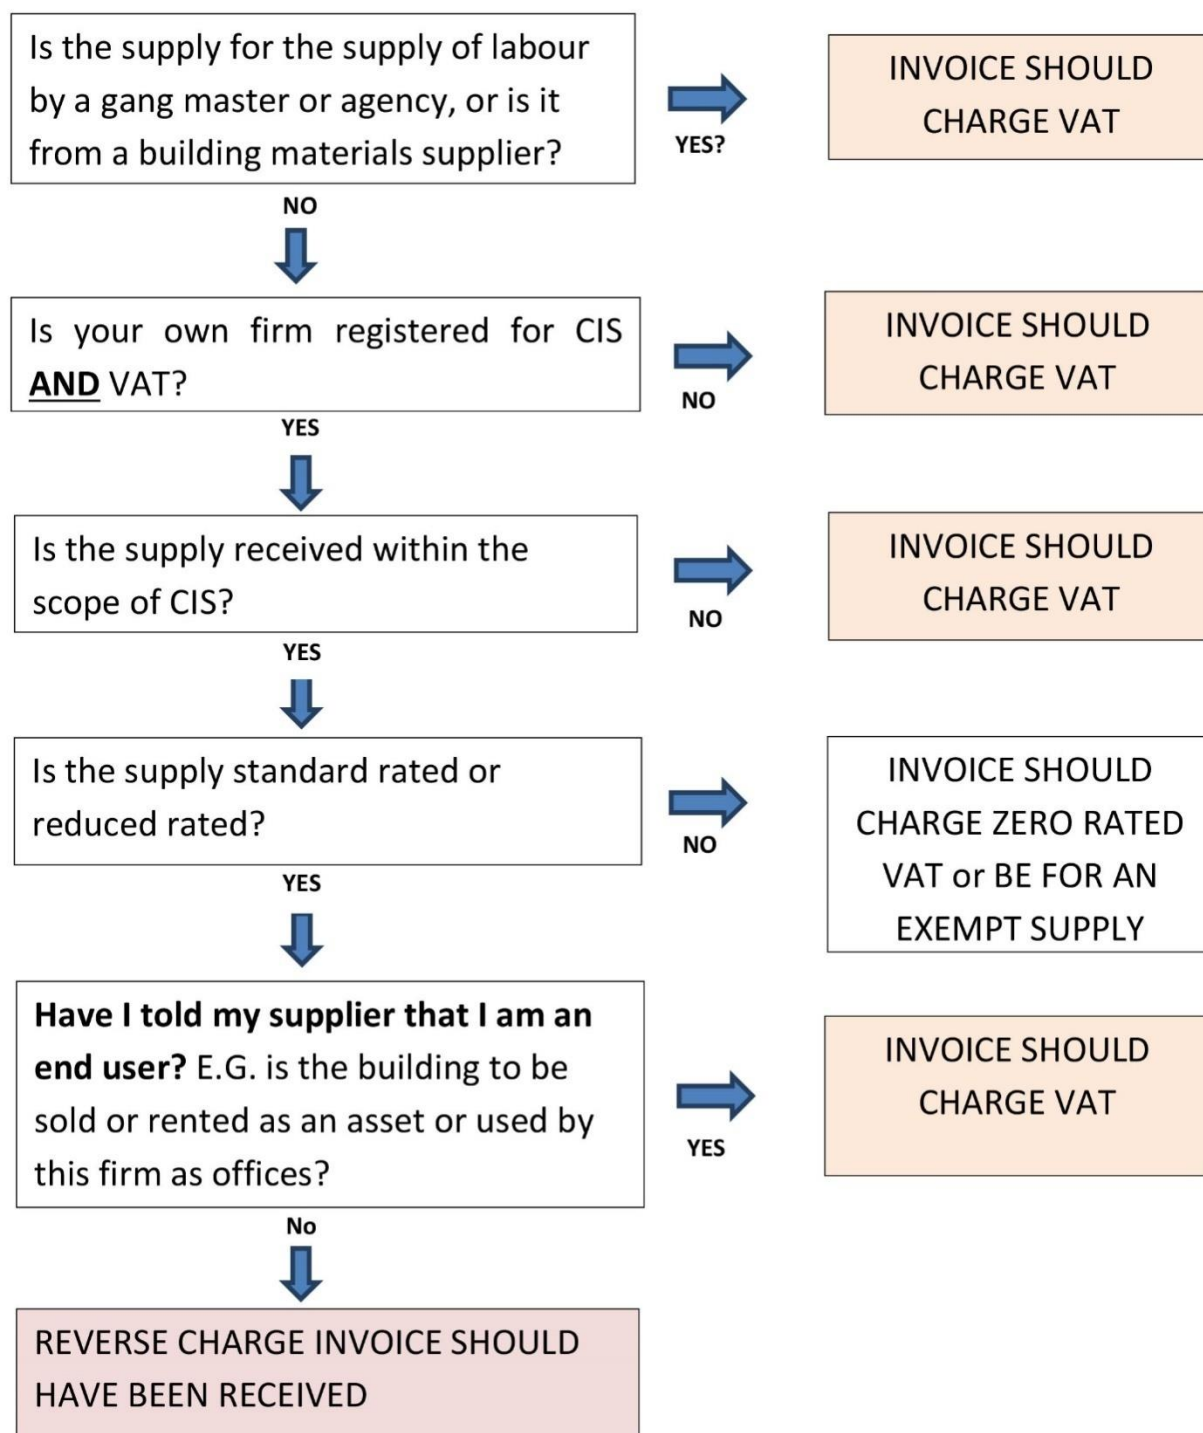 Is the supply for the supply of labour
by a gang master or agency, or is it
from a building materials supplier?
YES?
INVOICE SHOULD
CHARGE VAT
NO
Is your own firm registered for CIS
AND VAT?
NO
INVOICE SHOULD
CHARGE VAT
YES
Is the supply received within the
scope of CIS?
NO
INVOICE SHOULD
CHARGE VAT
YES
Is the supply standard rated or
reduced rated?
NO
INVOICE SHOULD
CHARGE ZERO RATED
VAT or BE FOR AN
EXEMPT SUPPLY
YES
Have I told my supplier that I am an
end user? E.G. is the building to be
sold or rented as an asset or used by
this firm as offices?
YES
INVOICE SHOULD
CHARGE VAT
No
REVERSE CHARGE INVOICE SHOULD
HAVE BEEN RECEIVED